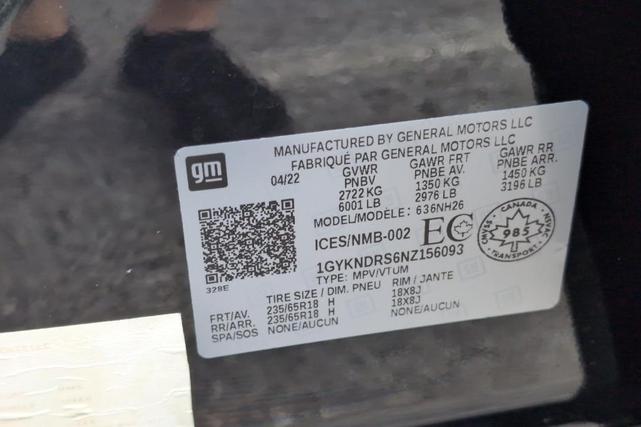 gm
MANUFACTURED BY GENERAL MOTORS LLC
FABRIQUÉ PAR GENERAL MOTORS LLC
04/22
GVWR
PNBV
2722 KG
6001 LB
GAWR FRT
PNBE AV.
1350 KG
2976 LB
GAWR RR
PNBE ARR.
1450 KG
3196 LB
MODEL/MODÈLE: 636NH26
ICES/NMB-002
EC
CANADA
CMVSS NSVAC
985
TRANSPORT
1GYKNDRS6NZ156093
TYPE: MPV/VTUM
328E
TIRE SIZE / DIM. PNEU RIM / JANTE
FRT/AV. 235/65R18 H 18X8J
RR/ARR. 235/65R18 H 18X8J
SPA/SOS NONE/AUCUN NONE/AUCUN